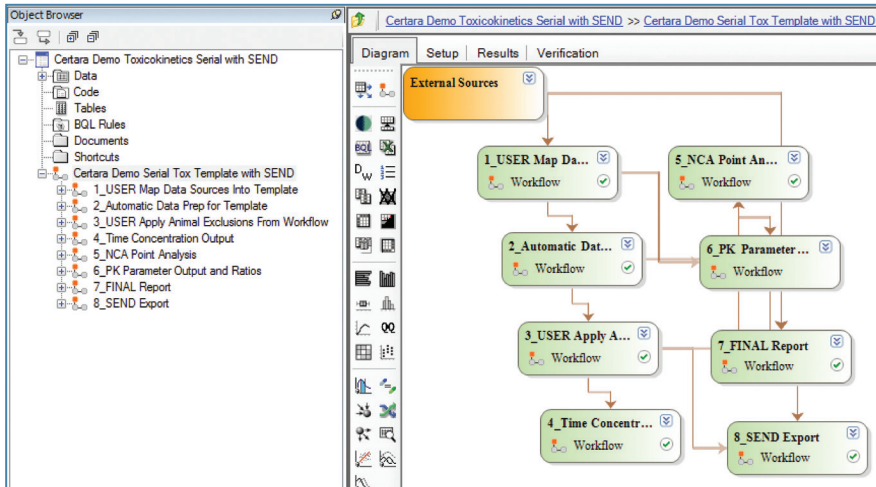 Object Browser
Certara Demo Toxicokinetics Serial with SEND
Data
Code
Tables
BQL Rules
Documents
Shortcuts
Certara Demo Serial Tox Template with SEND
1_USER Map Data Sources Into Template
2_Automatic Data Prep for Template
3_USER Apply Animal Exclusions From Workflow
4_Time Concentration Output
5_NCA Point Analysis
6_PK Parameter Output and Ratios
7_FINAL Report
8_SEND Export
Certara Demo Toxicokinetics Serial with SEND >> Certara Demo Serial Tox Template with SEND
Diagram Setup Results Verification
BQL
DW
QQ
External Sources
1_USER Map Da...
Workflow
5_NCA Point An...
Workflow
2_Automatic Dat...
Workflow
6_PK Parameter ...
Workflow
3_USER Apply A...
Workflow
7_FINAL Report
Workflow
4_Time Concentr...
Workflow
8_SEND Export
Workflow